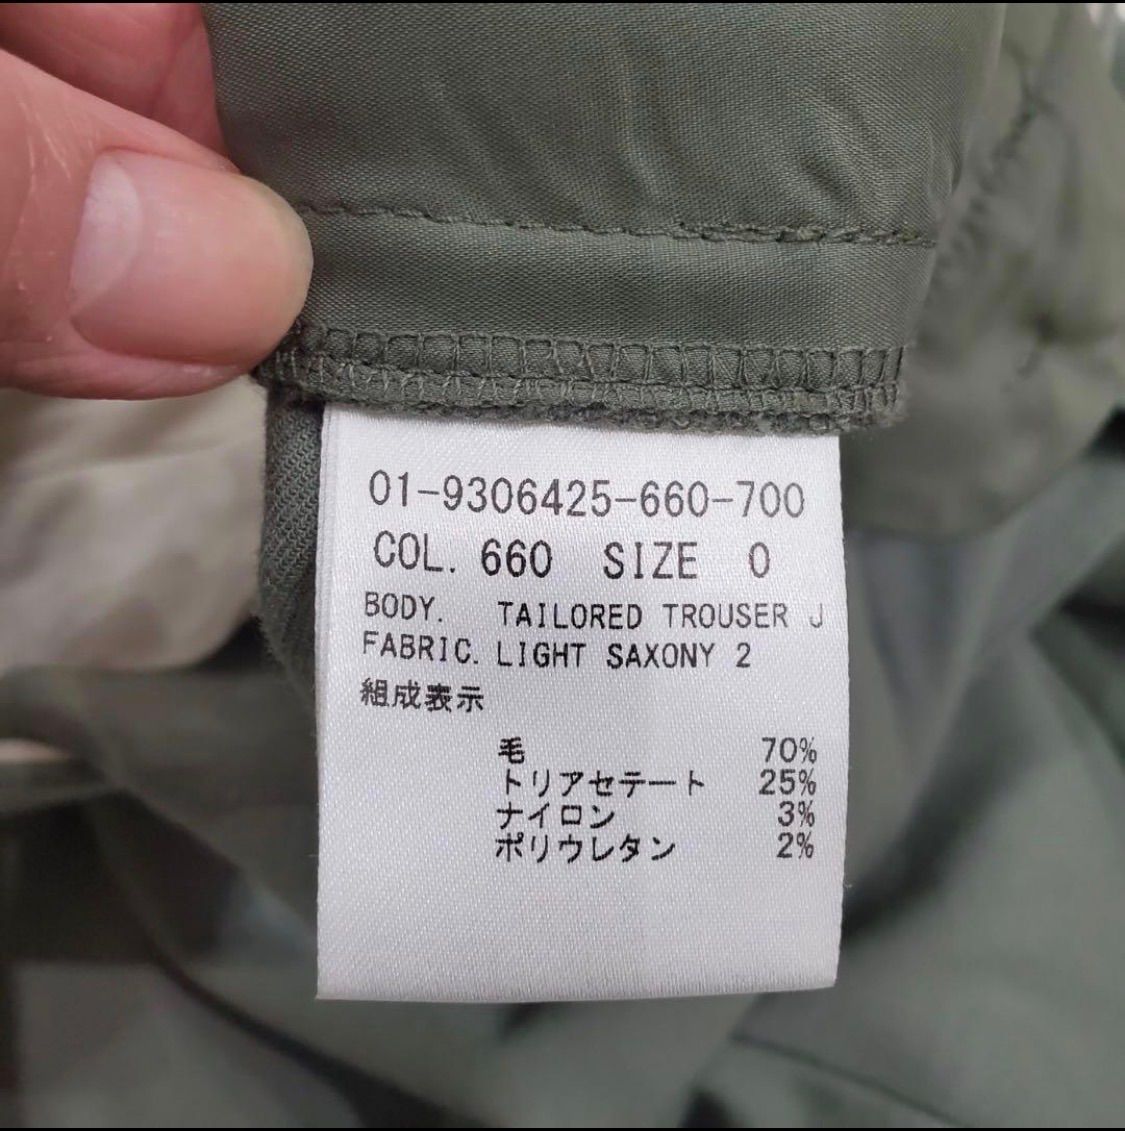 01-9306425-660-700
COL. 660 SIZE 0
BODY. TAILORED TROUSER J
FABRIC. LIGHT SAXONY 2
組成表示
毛 70%
トリアセテート 25%
ナイロン 3%
ポリウレタン 2%